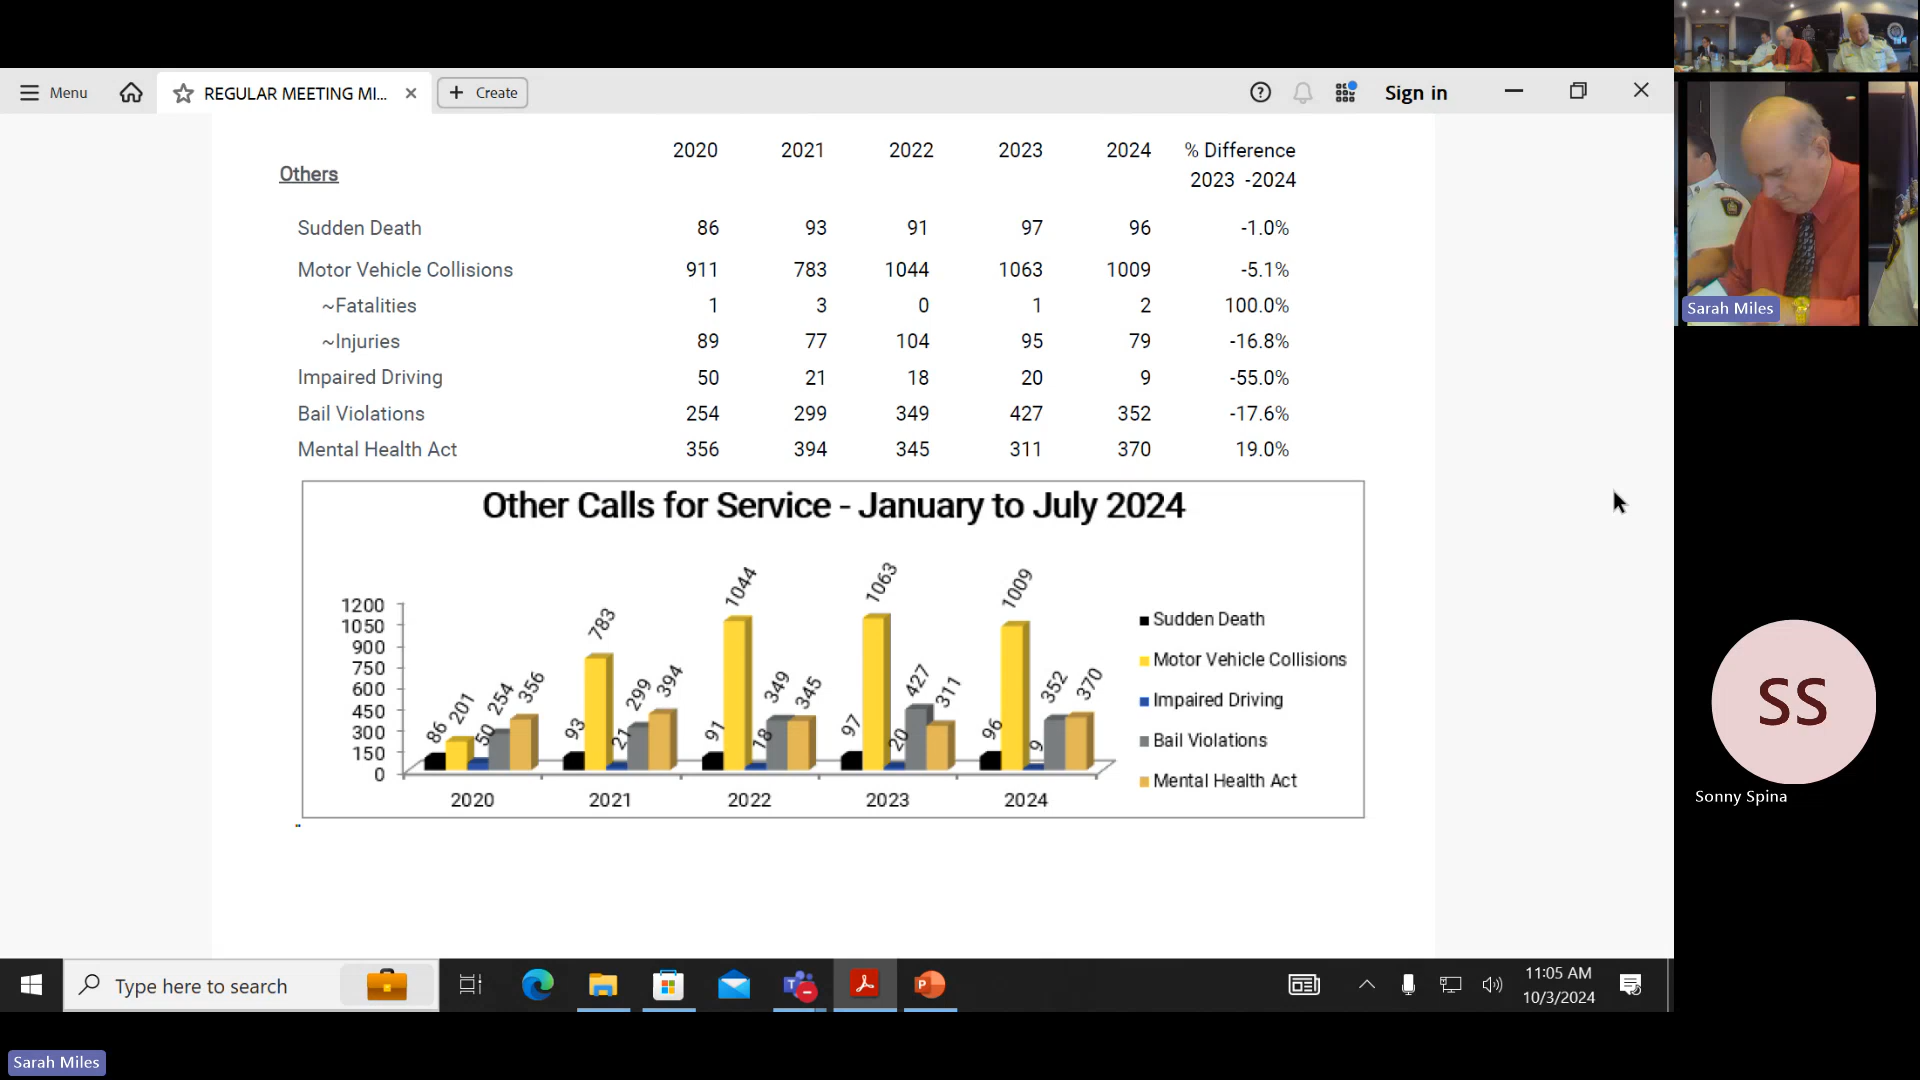 Menu
REGULAR MEETING MI...
Create
Sign in
2020 2021 2022 2023 2024 % Difference
2023 -2024
Others
Sudden Death 86 93 91 97 96 -1.0%
Motor Vehicle Collisions 911 783 1044 1063 1009 -5.1%
~Fatalities 1 3 0 1 2 100.0%
~Injuries 89 77 104 95 79 -16.8%
Impaired Driving 50 21 18 20 9 -55.0%
Bail Violations 254 299 349 427 352 -17.6%
Mental Health Act 356 394 345 311 370 19.0%
Other Calls for Service - January to July 2024
1200
1050
900
750
600
450
300
150
0
86 201 50 254 356
93 783 21 299 394
91 1044 18 349 345
97 1063 20 427 311
96 1009 9 352 370
2020 2021 2022 2023 2024
Sudden Death
Motor Vehicle Collisions
Impaired Driving
Bail Violations
Mental Health Act
Sarah Miles
SS
Sonny Spina
Type here to search
11:05 AM
10/3/2024
Sarah Miles